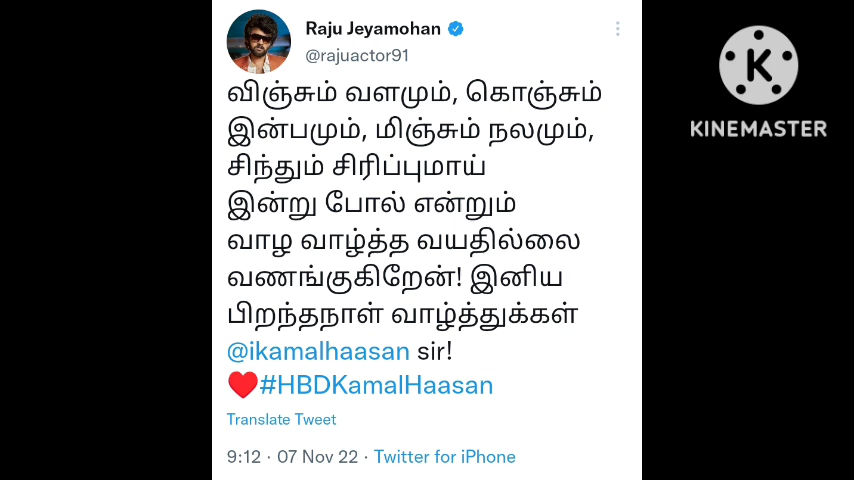 Raju Jeyamohan
@rajuactor91
விஞ்சும் வளமும், கொஞ்சும்
இன்பமும், மிஞ்சும் நலமும்,
சிந்தும் சிரிப்புமாய்
இன்று போல் என்றும்
வாழ வாழ்த்த வயதில்லை
வணங்குகிறேன்! இனிய
பிறந்தநாள் வாழ்த்துக்கள்
@ikamalhaasan sir!
❤️#HBDKamalHaasan
Translate Tweet
9:12 · 07 Nov 22 · Twitter for iPhone
K
KINEMASTER